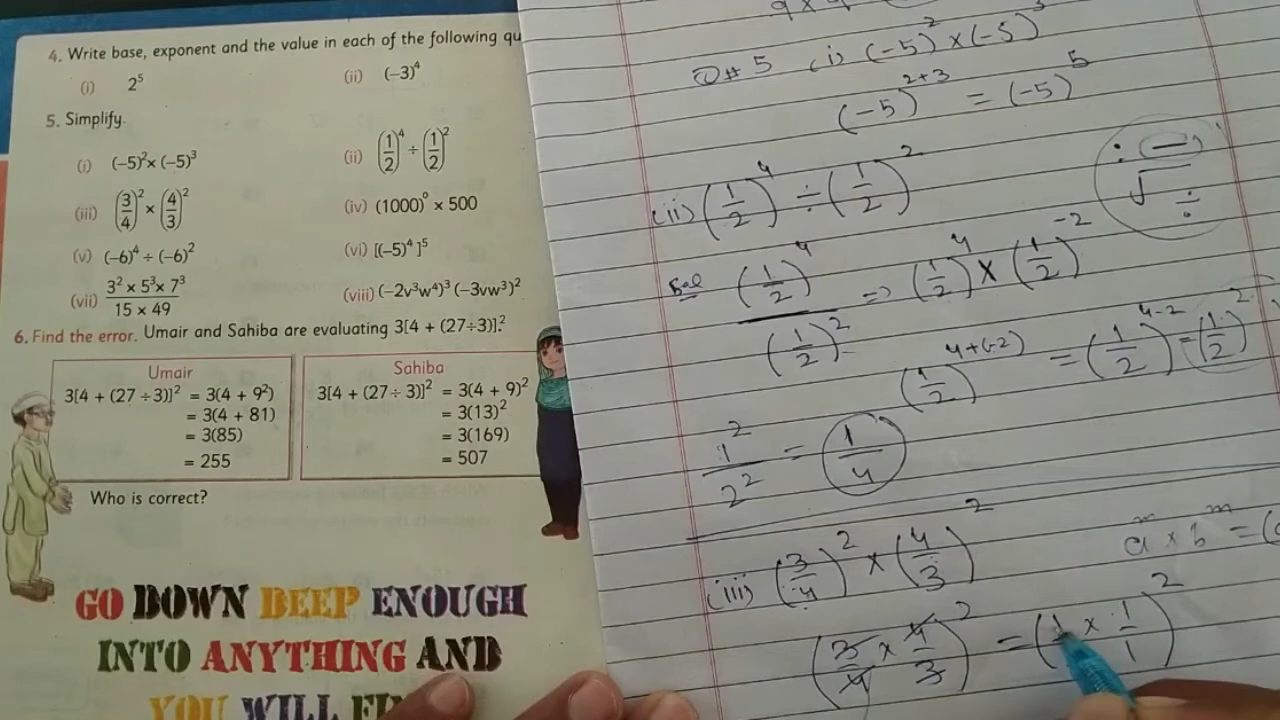 4. Write base, exponent and the value in each of the following qu
(i) 2⁵ (ii) (−3)⁴
5. Simplify.
(i) (−5)² × (−5)³ (ii) (1/2)⁴ ÷ (1/2)²
(iii) (3/4)² × (4/3)² (iv) (1000)⁰ × 500
(v) (−6)⁴ ÷ (−6)² (vi) [(−5)⁴]⁵
(vii) 3² × 5³ × 7³ / 15 × 49 (viii) (−2v³w⁴)³ (−3vw³)²
6. Find the error. Umair and Sahiba are evaluating 3[4 + (27÷3)]².
Umair
3[4 + (27 ÷3)]² = 3(4 + 9²)
= 3(4 + 81)
= 3(85)
= 255
Sahiba
3[4 + (27÷ 3)]² = 3(4 + 9)²
= 3(13)²
= 3(169)
= 507
Who is correct?
GO DOWN DEEP ENOUGH
INTO ANYTHING AND
YOU WILL
Q# 5 (i) (−5)² × (−5)³
(−5)²⁺³ = (−5)⁵
÷ (—)
√ ÷
(ii) (1/2)⁴ ÷ (1/2)²
Sol (1/2)⁴ / (1/2)² => (1/2)⁴ × (1/2)⁻²
(1/2)⁴⁺⁽⁻²⁾ = (1/2)⁴⁻² = (1/2)²
1²/2² = 1/4
(iii) (3/4)² × (4/3)² aᵐ × bᵐ = (
(3/4 × 4/3)² = (1 × 1/1)²